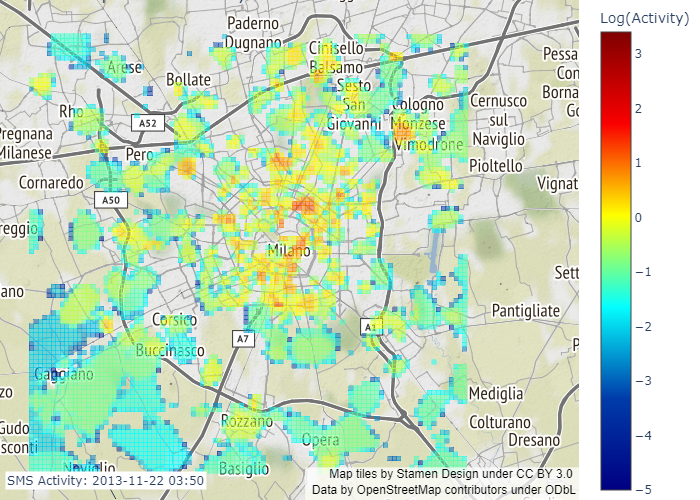 Log(Activity)
Paderno
Dugnano
Cinisello
Balsamo
Arese
Bollate
Sesto
San
Giovanni
Pessa
Con
Borna
Go
Rho
A52
Cologno
Monzese
Vimodrone
Cernusco
sul
Naviglio
Pregnana
Milanese
Pero
Pioltello
Cornaredo
Vignat
A50
reggio
Milano
Sett
ano
Corsico
A7
A1
Pantigliate
Buccinasco
P
Gaggiano
zo
Mediglia
Gudo
sconti
Rozzano
Opera
Colturano
Dresano
Noviglio
Basiglio
SMS Activity: 2013-11-22 03:50
Map tiles by Stamen Design under CC BY 3.0
Data by OpenStreetMap contributors under ODbL
3
2
1
0
−1
−2
−3
−4
−5